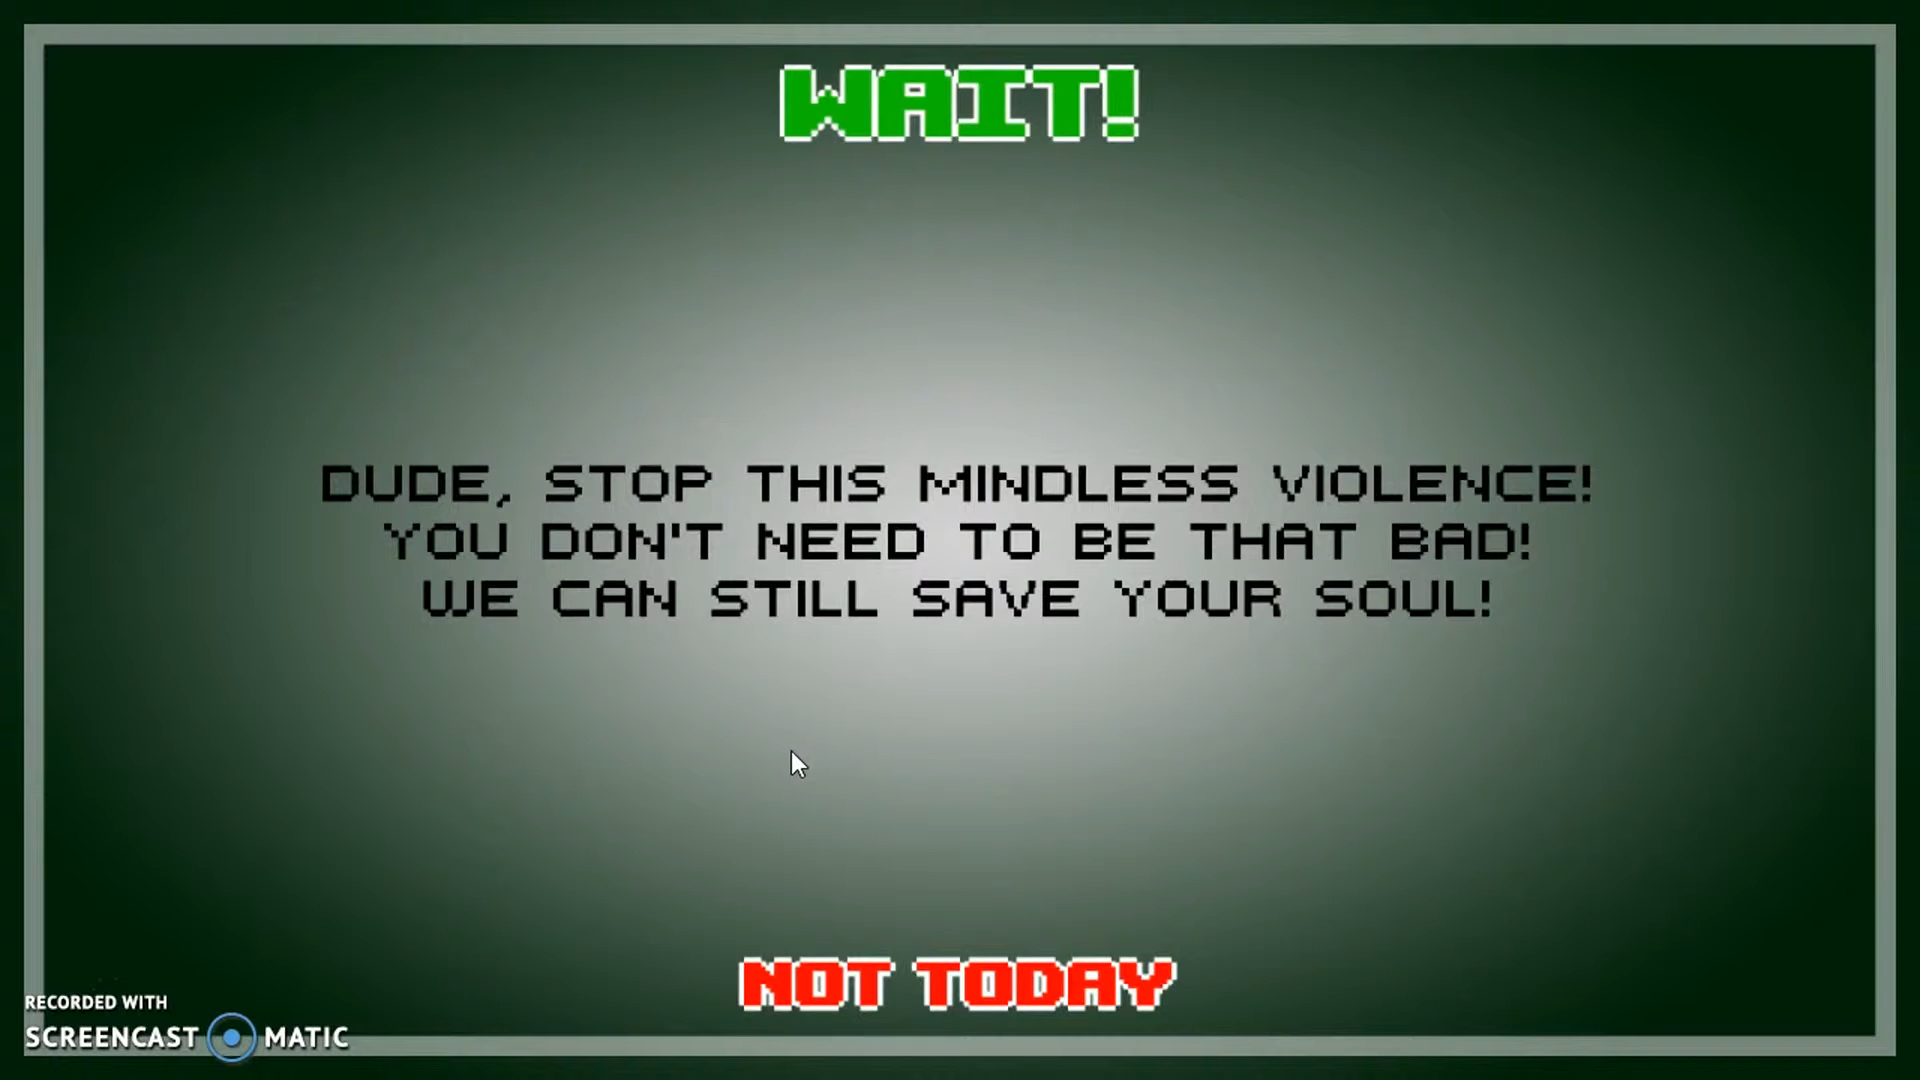 WAIT!
DUDE, STOP THIS MINDLESS VIOLENCE!
YOU DON'T NEED TO BE THAT BAD!
WE CAN STILL SAVE YOUR SOUL!
NOT TODAY
RECORDED WITH
SCREENCAST MATIC